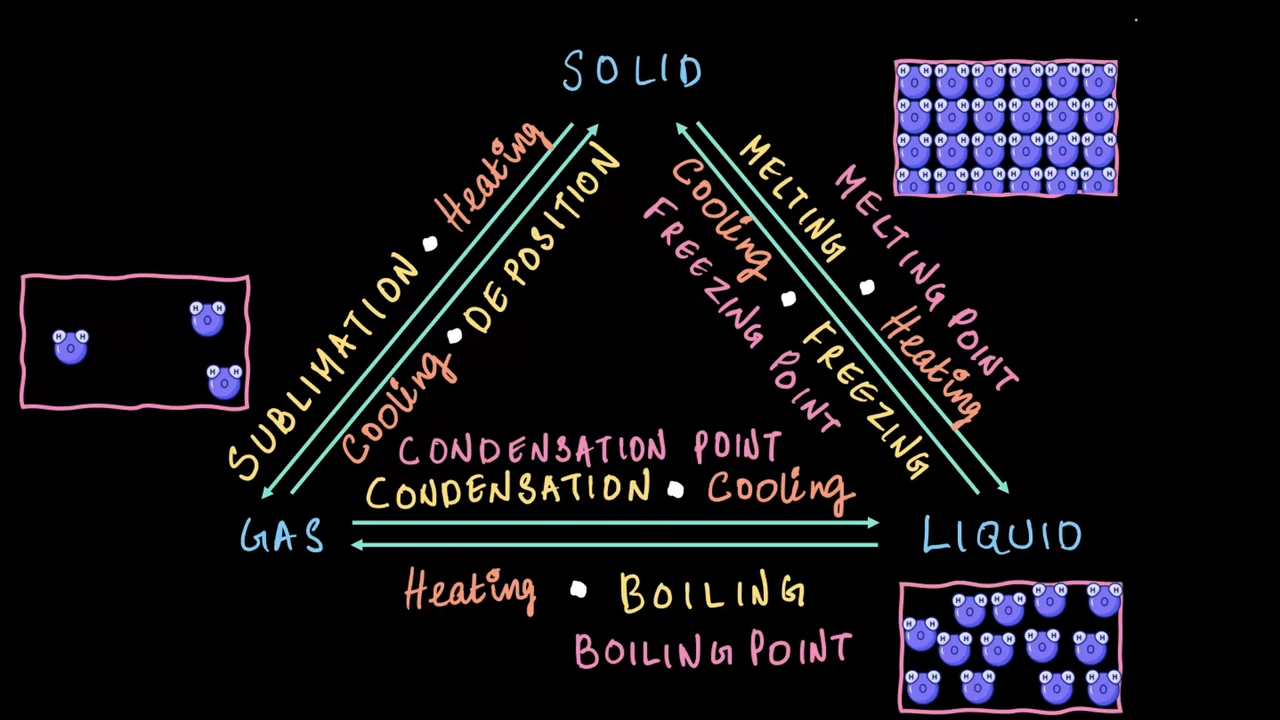 SOLID
SUBLIMATION • Heating
Cooling • DEPOSITION
MELTING • Heating
MELTING POINT
Cooling • FREEZING
FREEZING POINT
CONDENSATION POINT
CONDENSATION • Cooling
GAS
LIQUID
Heating • BOILING
BOILING POINT
H H H H H H H H H H H H
O O O O O O
H H H H H H H H H H H H
O O O O O O
H H H H H H H H H H H H
O O O O O O
H H H H H H H H H H H H
O O O O O O
H H
O
H H
O
H H
O
H H H H H H H H
O O O O
H H H H H H H H H H
O O O O O
H H H H H H H H
O O O O